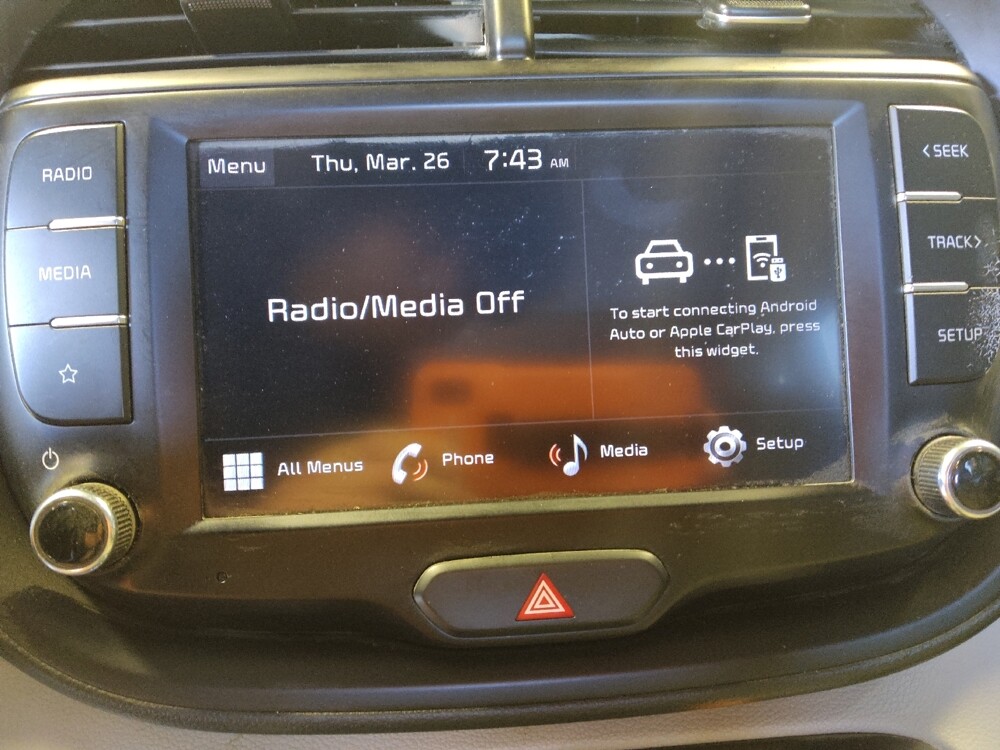 Menu Thu, Mar. 26 7:43 AM
RADIO
MEDIA
Radio/Media Off
To start connecting Android
Auto or Apple CarPlay, press
this widget.
All Menus Phone Media Setup
< SEEK
TRACK >
SETUP